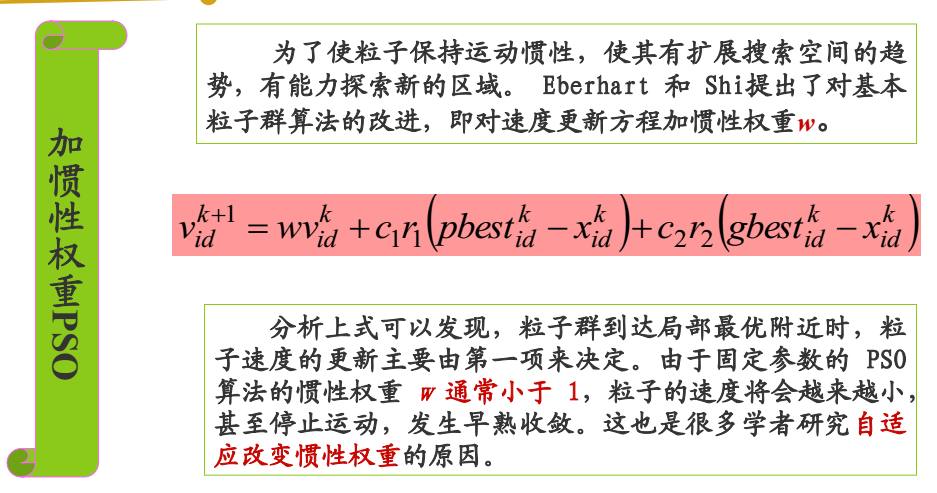 加惯性权重PSO
为了使粒子保持运动惯性，使其有扩展搜索空间的趋
势，有能力探索新的区域。 Eberhart 和 Shi提出了对基本
粒子群算法的改进，即对速度更新方程加惯性权重w。
v_{id}^{k+1} = wv_{id}^{k} + c_1r_1(pbest_{id}^{k} − x_{id}^{k}) + c_2r_2(gbest_{id}^{k} − x_{id}^{k})
分析上式可以发现，粒子群到达局部最优附近时，粒
子速度的更新主要由第一项来决定。由于固定参数的 PSO
算法的惯性权重 w 通常小于 1，粒子的速度将会越来越小，
甚至停止运动，发生早熟收敛。这也是很多学者研究自适
应改变惯性权重的原因。